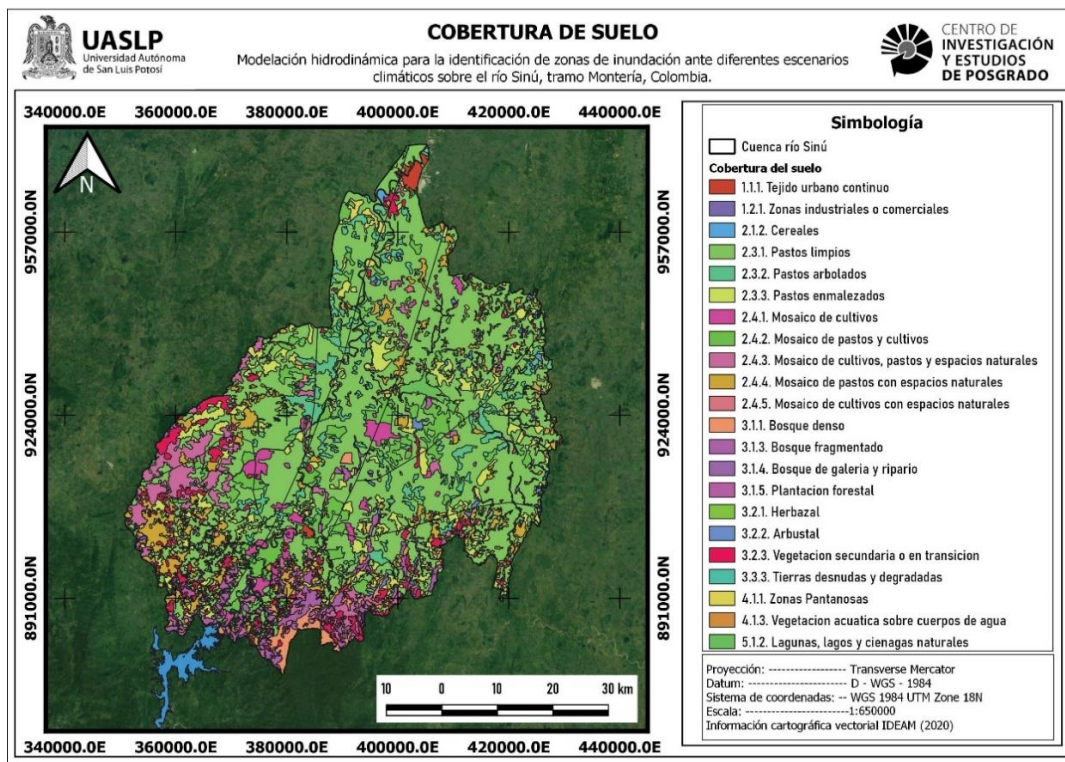 UASLP
Universidad Autónoma
de San Luis Potosí
COBERTURA DE SUELO
Modelación hidrodinámica para la identificación de zonas de inundación ante diferentes escenarios
climáticos sobre el río Sinú, tramo Montería, Colombia.
CENTRO DE
INVESTIGACIÓN
Y ESTUDIOS
DE POSGRADO
340000.0E 360000.0E 380000.0E 400000.0E 420000.0E 440000.0E
N
957000.0N
957000.0N
924000.0N
924000.0N
891000.0N
891000.0N
10 0 10 20 30 km
340000.0E 360000.0E 380000.0E 400000.0E 420000.0E 440000.0E
Simbología
Cuenca río Sinú
Cobertura del suelo
1.1.1. Tejido urbano continuo
1.2.1. Zonas industriales o comerciales
2.1.2. Cereales
2.3.1. Pastos limpios
2.3.2. Pastos arbolados
2.3.3. Pastos enmalezados
2.4.1. Mosaico de cultivos
2.4.2. Mosaico de pastos y cultivos
2.4.3. Mosaico de cultivos, pastos y espacios naturales
2.4.4. Mosaico de pastos con espacios naturales
2.4.5. Mosaico de cultivos con espacios naturales
3.1.1. Bosque denso
3.1.3. Bosque fragmentado
3.1.4. Bosque de galeria y ripario
3.1.5. Plantacion forestal
3.2.1. Herbazal
3.2.2. Arbustal
3.2.3. Vegetacion secundaria o en transicion
3.3.3. Tierras desnudas y degradadas
4.1.1. Zonas Pantanosas
4.1.3. Vegetacion acuatica sobre cuerpos de agua
5.1.2. Lagunas, lagos y cienagas naturales
Proyección: ------------------ Transverse Mercator
Datum: ----------------------- D - WGS - 1984
Sistema de coordenadas: -- WGS 1984 UTM Zone 18N
Escala: -----------------------1:650000
Información cartográfica vectorial IDEAM (2020)